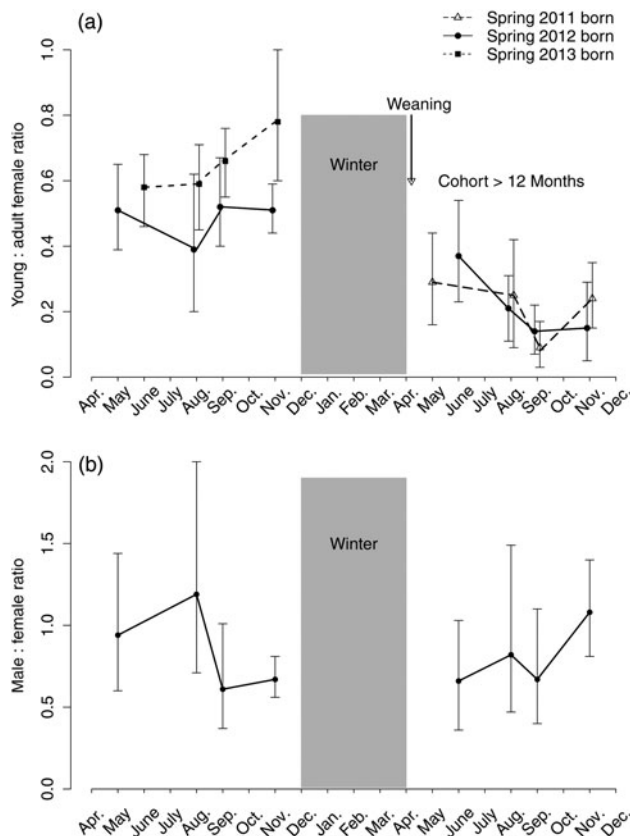 (a)
Spring 2011 born
Spring 2012 born
Spring 2013 born
Young : adult female ratio
1.0
0.8
0.6
0.4
0.2
0.0
Weaning
Winter
Cohort > 12 Months
Apr. May June July Aug. Sep. Oct. Nov. Dec. Jan. Feb. Mar. Apr. May June July Aug. Sep. Oct. Nov. Dec.
(b)
Male : female ratio
2.0
1.5
1.0
0.5
0.0
Winter
Apr. May June July Aug. Sep. Oct. Nov. Dec. Jan. Feb. Mar. Apr. May June July Aug. Sep. Oct. Nov. Dec.